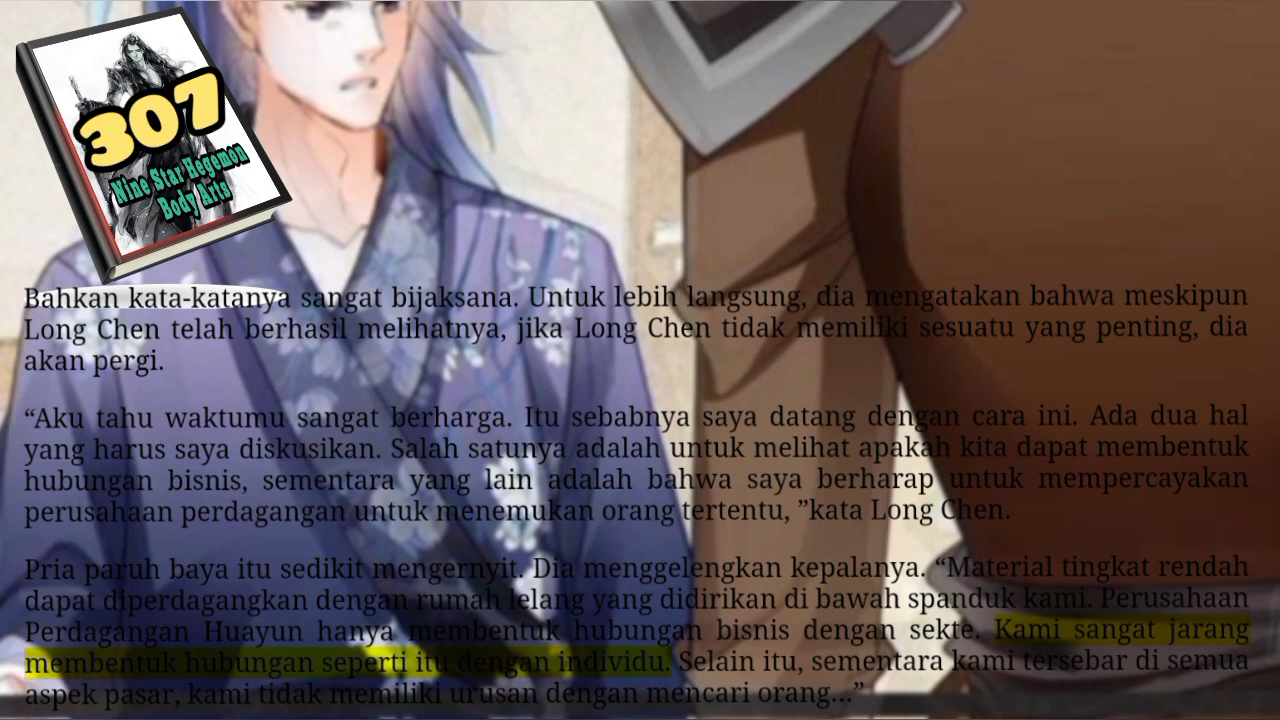 307
Nine Star Hegemon
Body Arts
Bahkan kata-katanya sangat bijaksana. Untuk lebih langsung, dia mengatakan bahwa meskipun
Long Chen telah berhasil melihatnya, jika Long Chen tidak memiliki sesuatu yang penting, dia
akan pergi.
“Aku tahu waktumu sangat berharga. Itu sebabnya saya datang dengan cara ini. Ada dua hal
yang harus saya diskusikan. Salah satunya adalah untuk melihat apakah kita dapat membentuk
hubungan bisnis, sementara yang lain adalah bahwa saya berharap untuk mempercayakan
perusahaan perdagangan untuk menemukan orang tertentu, ”kata Long Chen.
Pria paruh baya itu sedikit mengernyit. Dia menggelengkan kepalanya. “Material tingkat rendah
dapat diperdagangkan dengan rumah lelang yang didirikan di bawah spanduk kami. Perusahaan
Perdagangan Huayun hanya membentuk hubungan bisnis dengan sekte. Kami sangat jarang
membentuk hubungan seperti itu dengan individu. Selain itu, sementara kami tersebar di semua
aspek pasar, kami tidak memiliki urusan dengan mencari orang...”